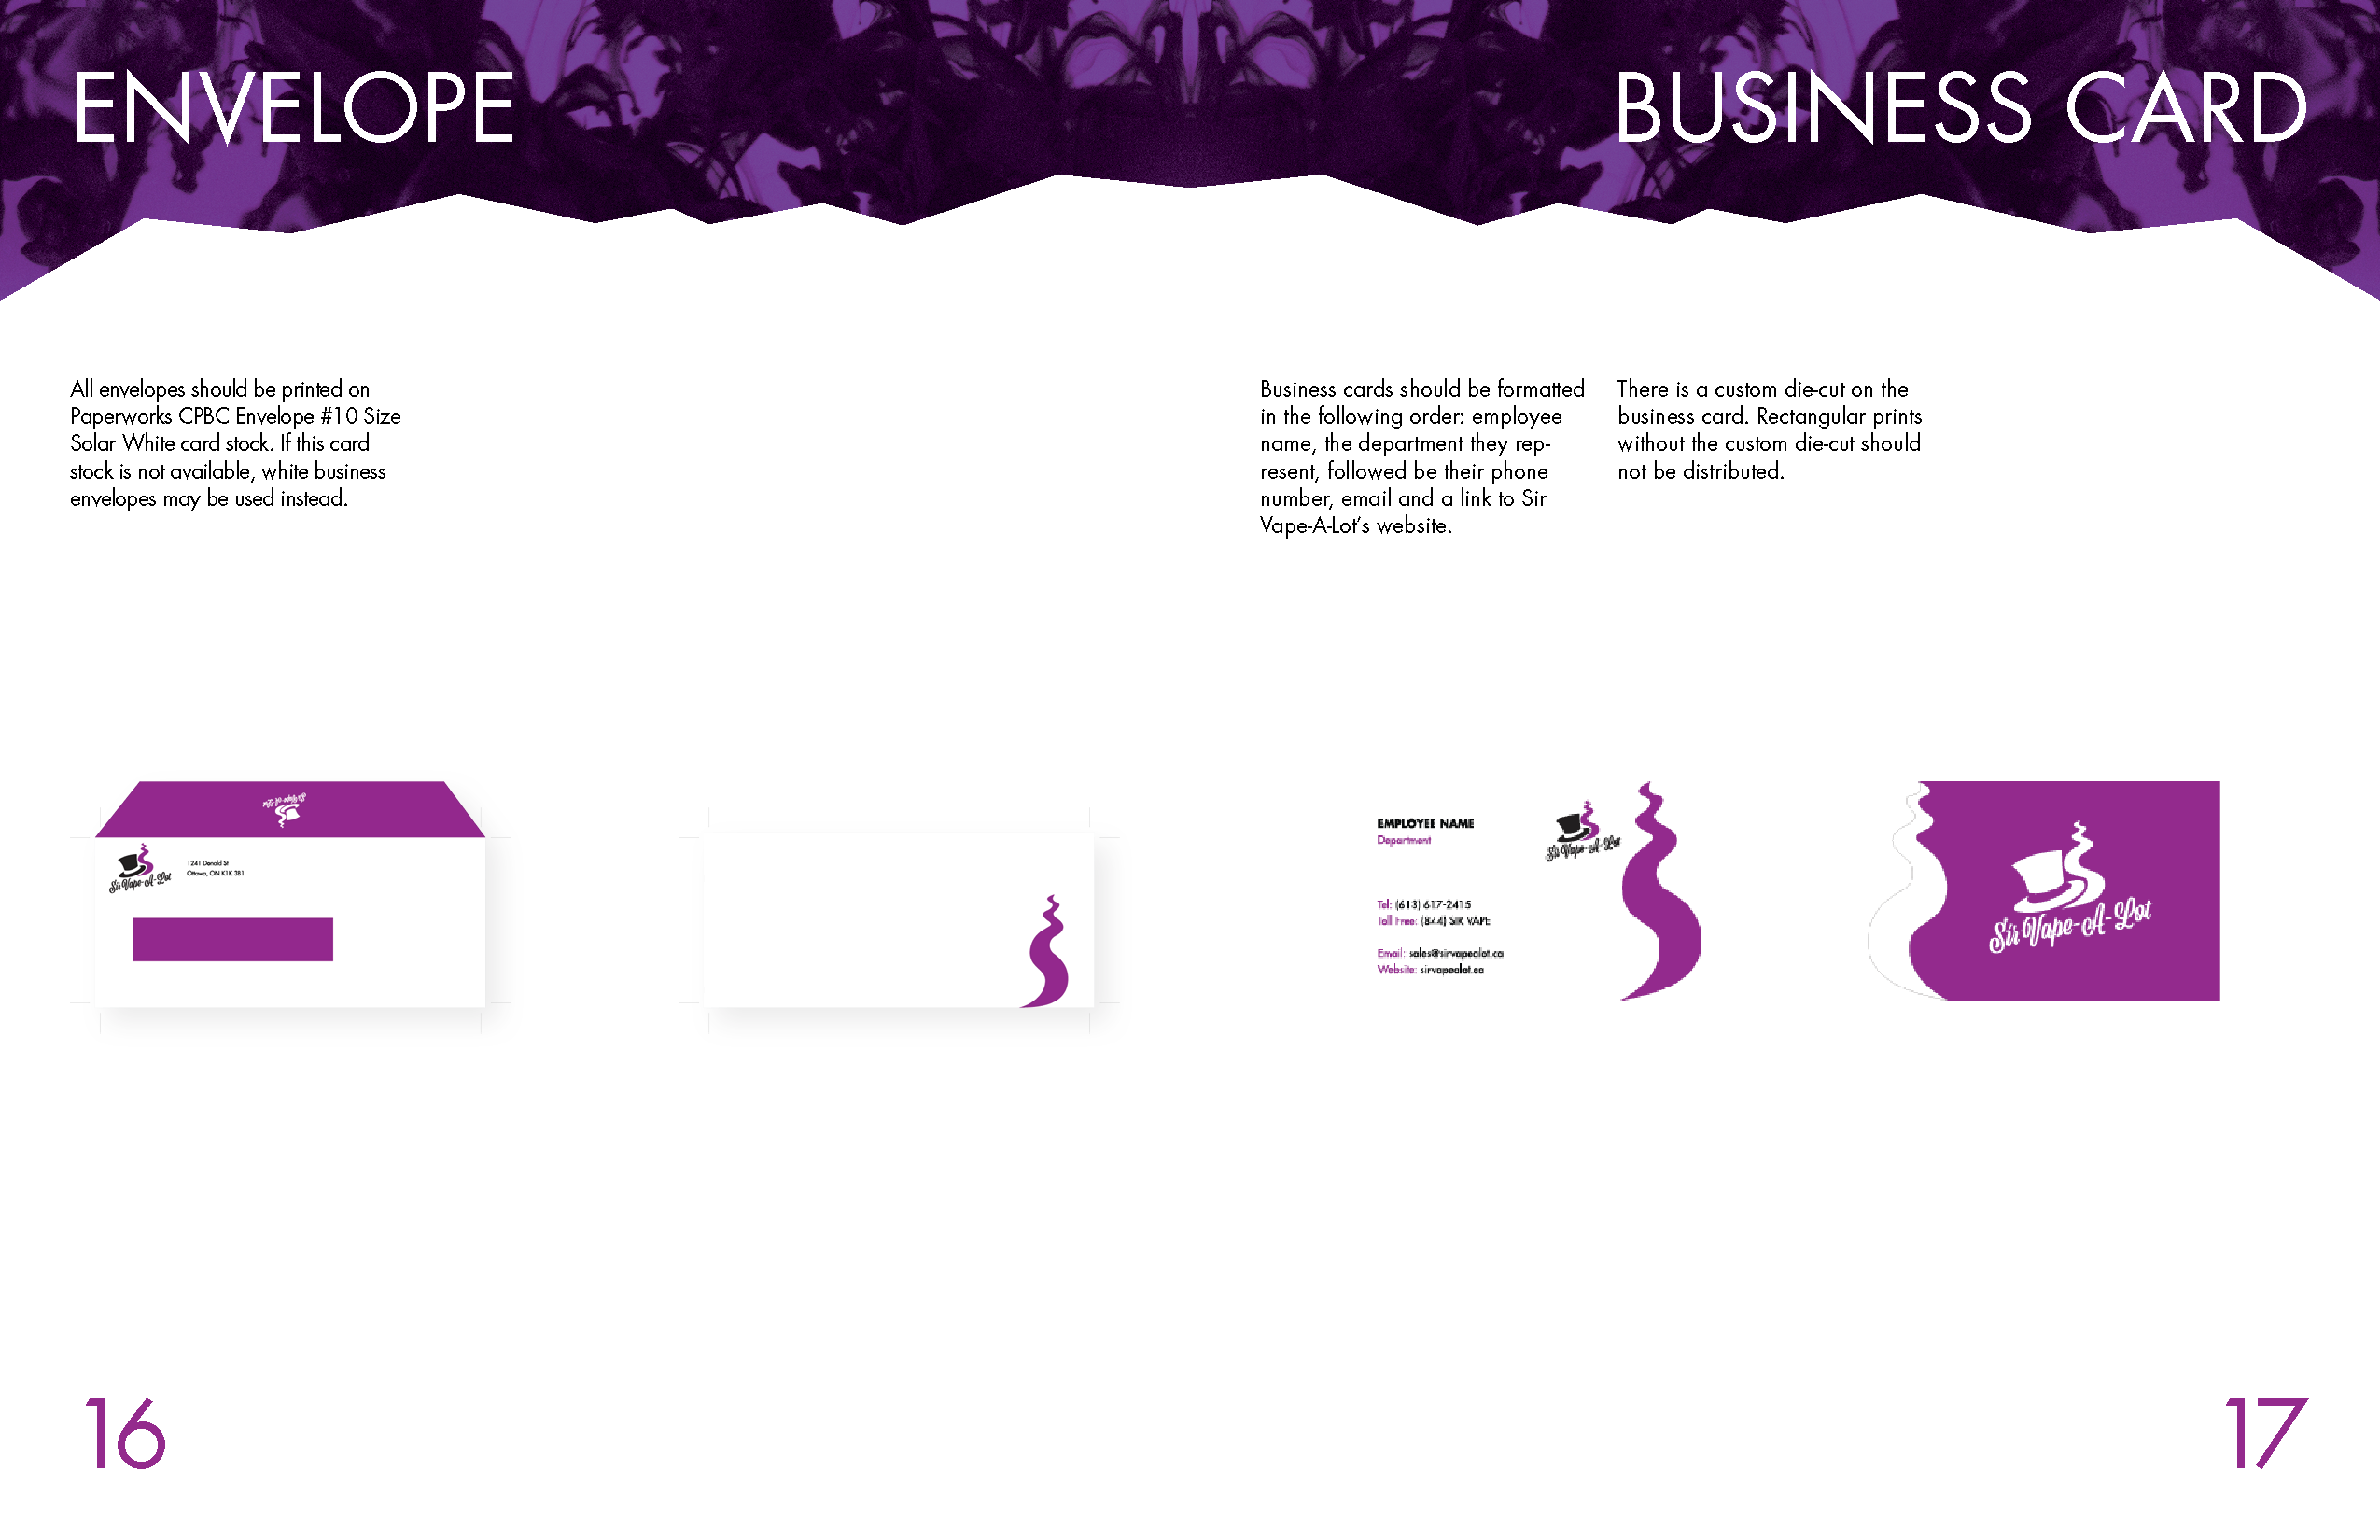 ENVELOPE
BUSINESS CARD
All envelopes should be printed on
Paperworks CPBC Envelope #10 Size
Solar White card stock. If this card
stock is not available, white business
envelopes may be used instead.
Business cards should be formatted
in the following order: employee
name, the department they rep-
resent, followed be their phone
number, email and a link to Sir
Vape-A-Lot's website.
There is a custom die-cut on the
business card. Rectangular prints
without the custom die-cut should
not be distributed.
Sir Vape-A-Lot
Sir Vape-A-Lot
1241 Donald St
Ottawa, ON K1K 3B1
EMPLOYEE NAME
Department
Sir Vape-A-Lot
Tel: (613) 617-2415
Toll Free: (844) SIR VAPE
Email: sales@sirvapealot.ca
Website: sirvapealot.ca
Sir Vape-A-Lot
16
17